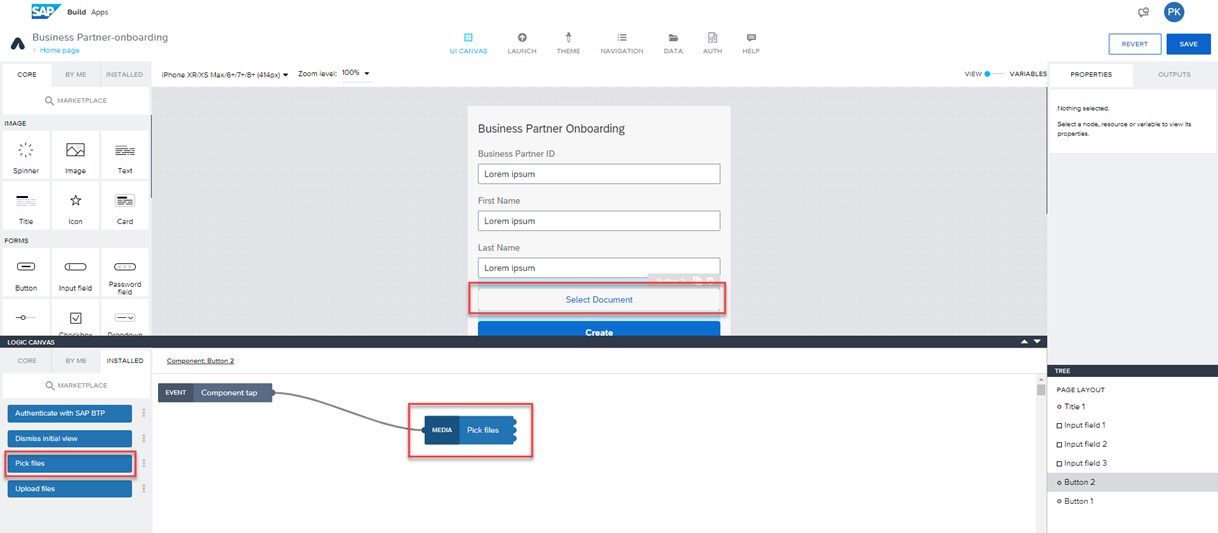 SAP Build Apps
PK
Business Partner-onboarding
> Home page
UI CANVAS
LAUNCH
THEME
NAVIGATION
DATA
AUTH
HELP
REVERT
SAVE
CORE
BY ME
INSTALLED
MARKETPLACE
iPhone XR/XS Max/6+/7+/8+ (414px)
Zoom level: 100%
VIEW
VARIABLES
PROPERTIES
OUTPUTS
Nothing selected.
Select a node, resource or variable to view its
properties.
IMAGE
Spinner
Image
Text
Title
Icon
Card
FORMS
Button
Input field
Password
field
Checkbox
Dropdown
Business Partner Onboarding
Business Partner ID
Lorem ipsum
First Name
Lorem ipsum
Last Name
Lorem ipsum
Select Document
Create
LOGIC CANVAS
CORE
BY ME
INSTALLED
MARKETPLACE
Authenticate with SAP BTP
Dismiss initial view
Pick files
Upload files
Component: Button 2
EVENT Component tap
MEDIA Pick files
TREE
PAGE LAYOUT
Title 1
Input field 1
Input field 2
Input field 3
Button 2
Button 1